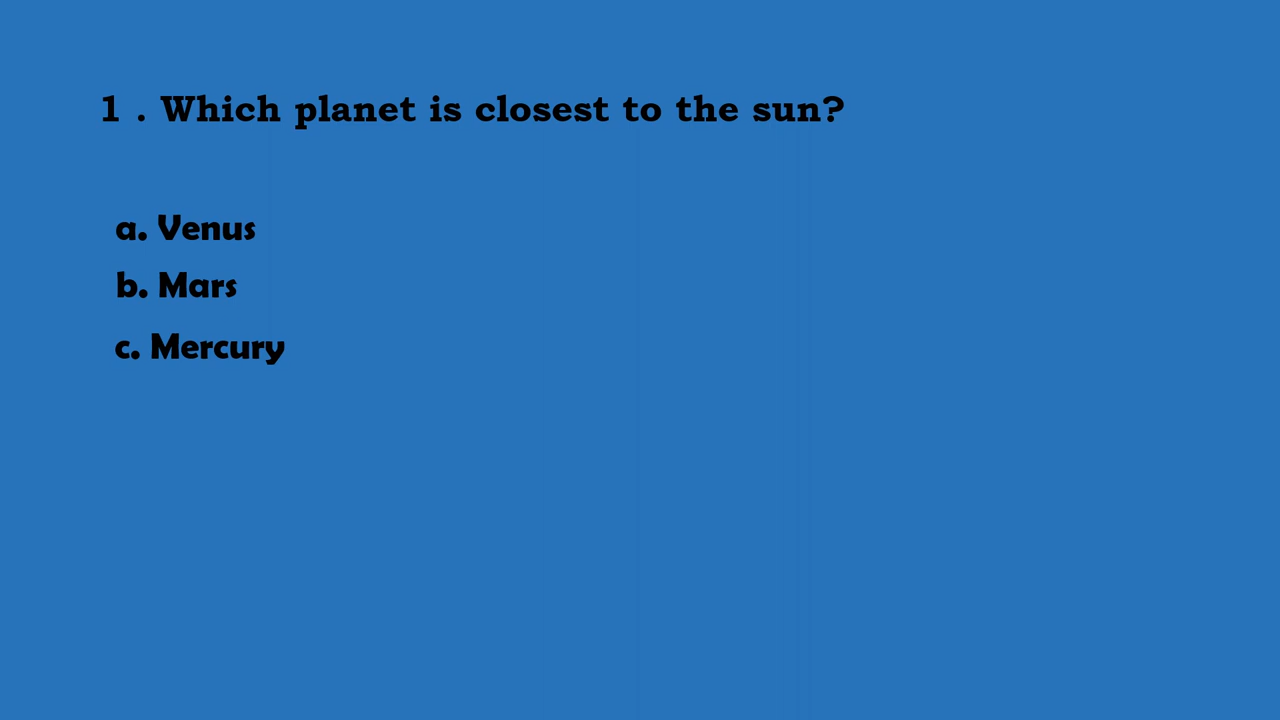 1 . Which planet is closest to the sun?
a. Venus
b. Mars
c. Mercury